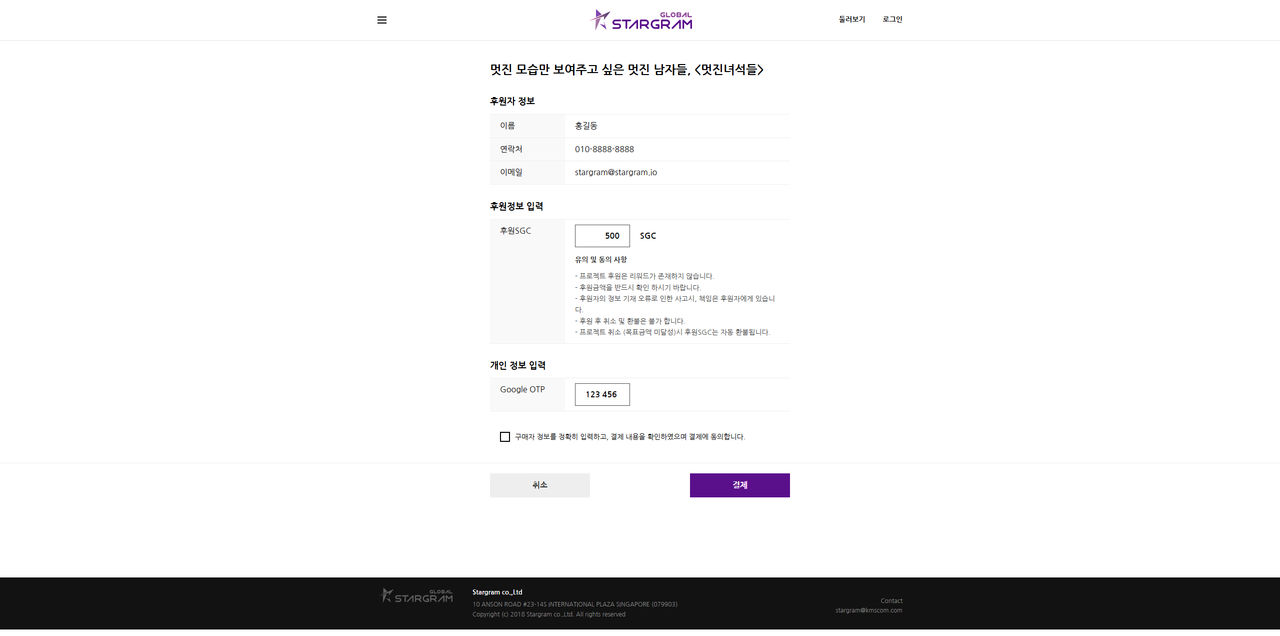 GLOBAL
STARGRAM
둘러보기 로그인
멋진 모습만 보여주고 싶은 멋진 남자들, <멋진녀석들>
후원자 정보
이름 홍길동
연락처 010-8888-8888
이메일 stargram@stargram.io
후원정보 입력
후원SGC 500 SGC
유의 및 동의 사항
- 프로젝트 후원은 리워드가 존재하지 않습니다.
- 후원금액을 반드시 확인 하시기 바랍니다.
- 후원자의 정보 기재 오류로 인한 사고시, 책임은 후원자에게 있습니
다.
- 후원 후 취소 및 환불은 불가 합니다.
- 프로젝트 취소 (목표금액 미달성)시 후원SGC는 자동 환불됩니다.
개인 정보 입력
Google OTP 123 456
구매자 정보를 정확히 입력하고, 결제 내용을 확인하였으며 결제에 동의합니다.
취소 결제
GLOBAL
STARGRAM
Stargram co.,Ltd
10 ANSON ROAD #23-14S INTERNATIONAL PLAZA SINGAPORE (079903)
Copyright (c) 2018 Stargram co.,Ltd. All rights reserved
Contact
stargram@kmscom.com